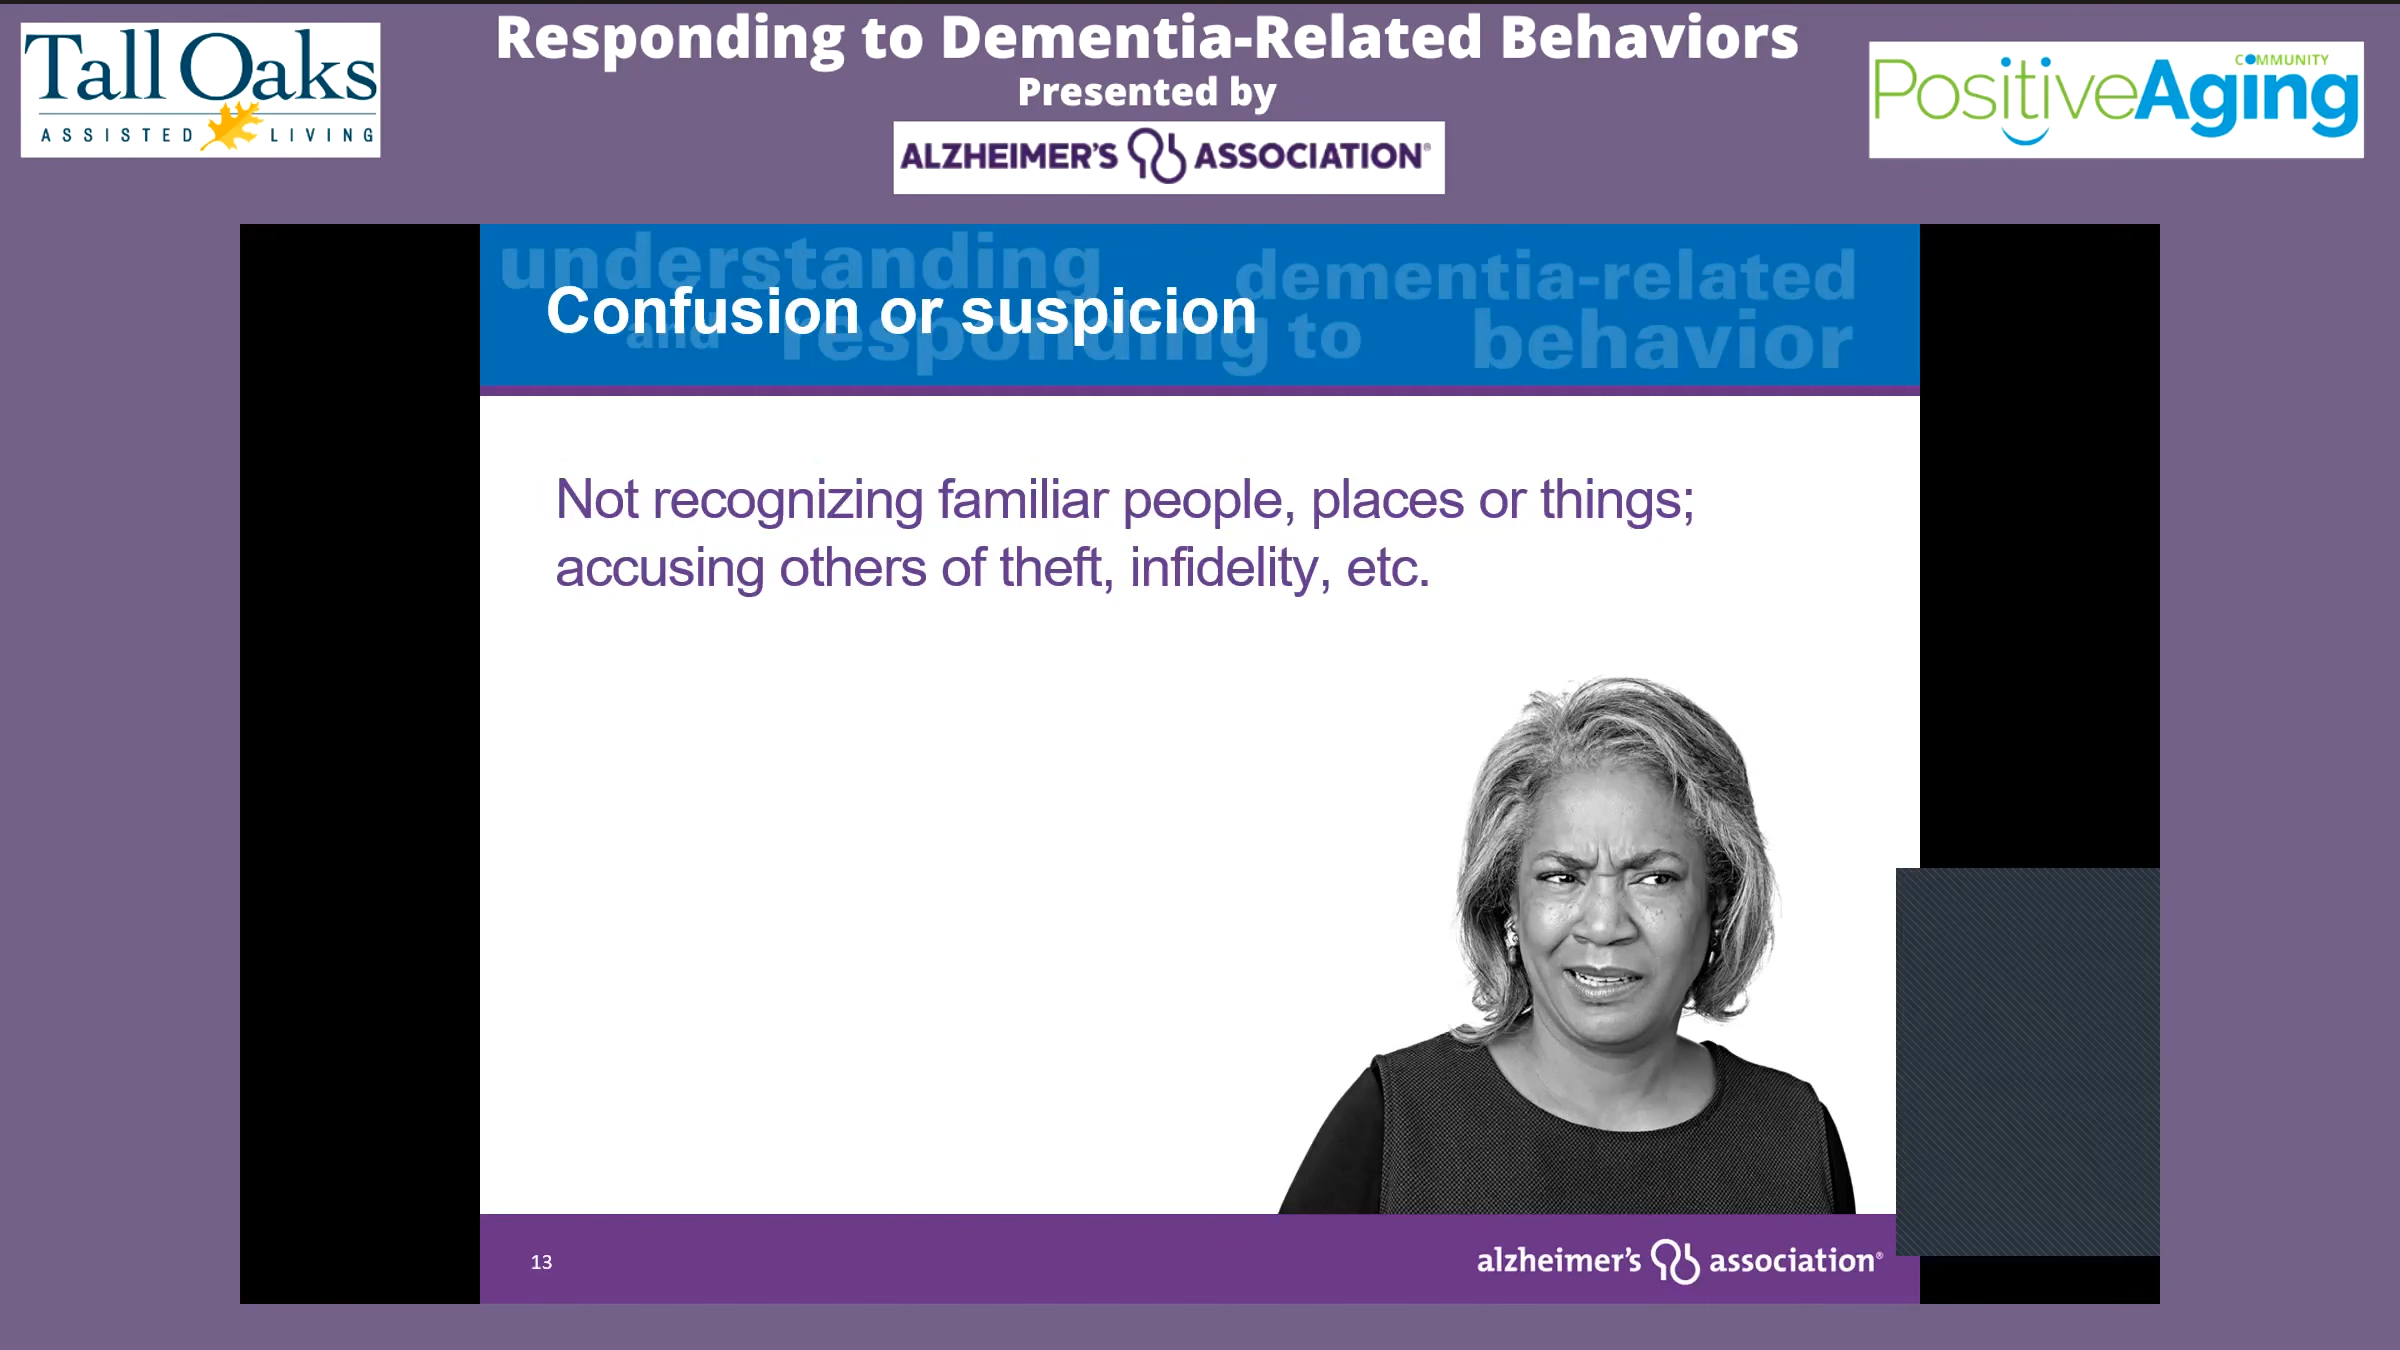 Tall Oaks
ASSISTED LIVING
Responding to Dementia-Related Behaviors
Presented by
ALZHEIMER'S ASSOCIATION®
COMMUNITY
PositiveAging
understanding
dementia-related
and responding to
behavior
Confusion or suspicion
Not recognizing familiar people, places or things;
accusing others of theft, infidelity, etc.
13
alzheimer's association®